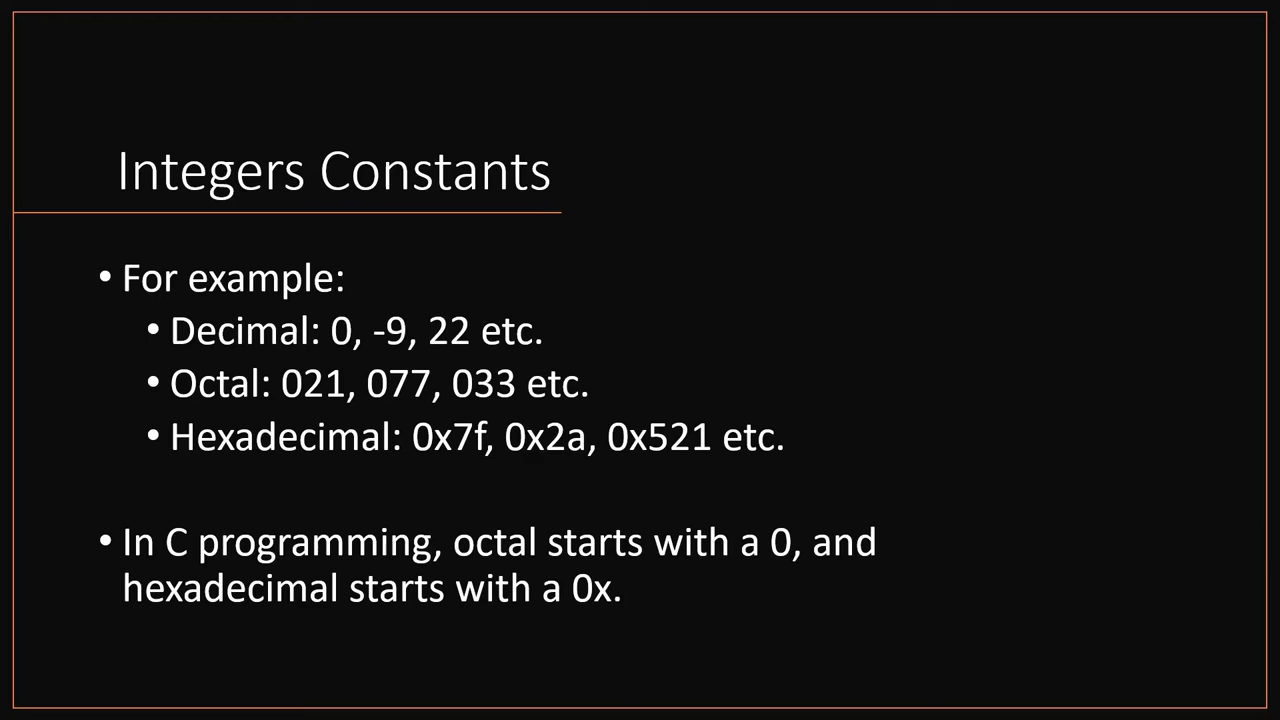 Integers Constants
• For example:
• Decimal: 0, -9, 22 etc.
• Octal: 021, 077, 033 etc.
• Hexadecimal: 0x7f, 0x2a, 0x521 etc.
• In C programming, octal starts with a 0, and
hexadecimal starts with a 0x.